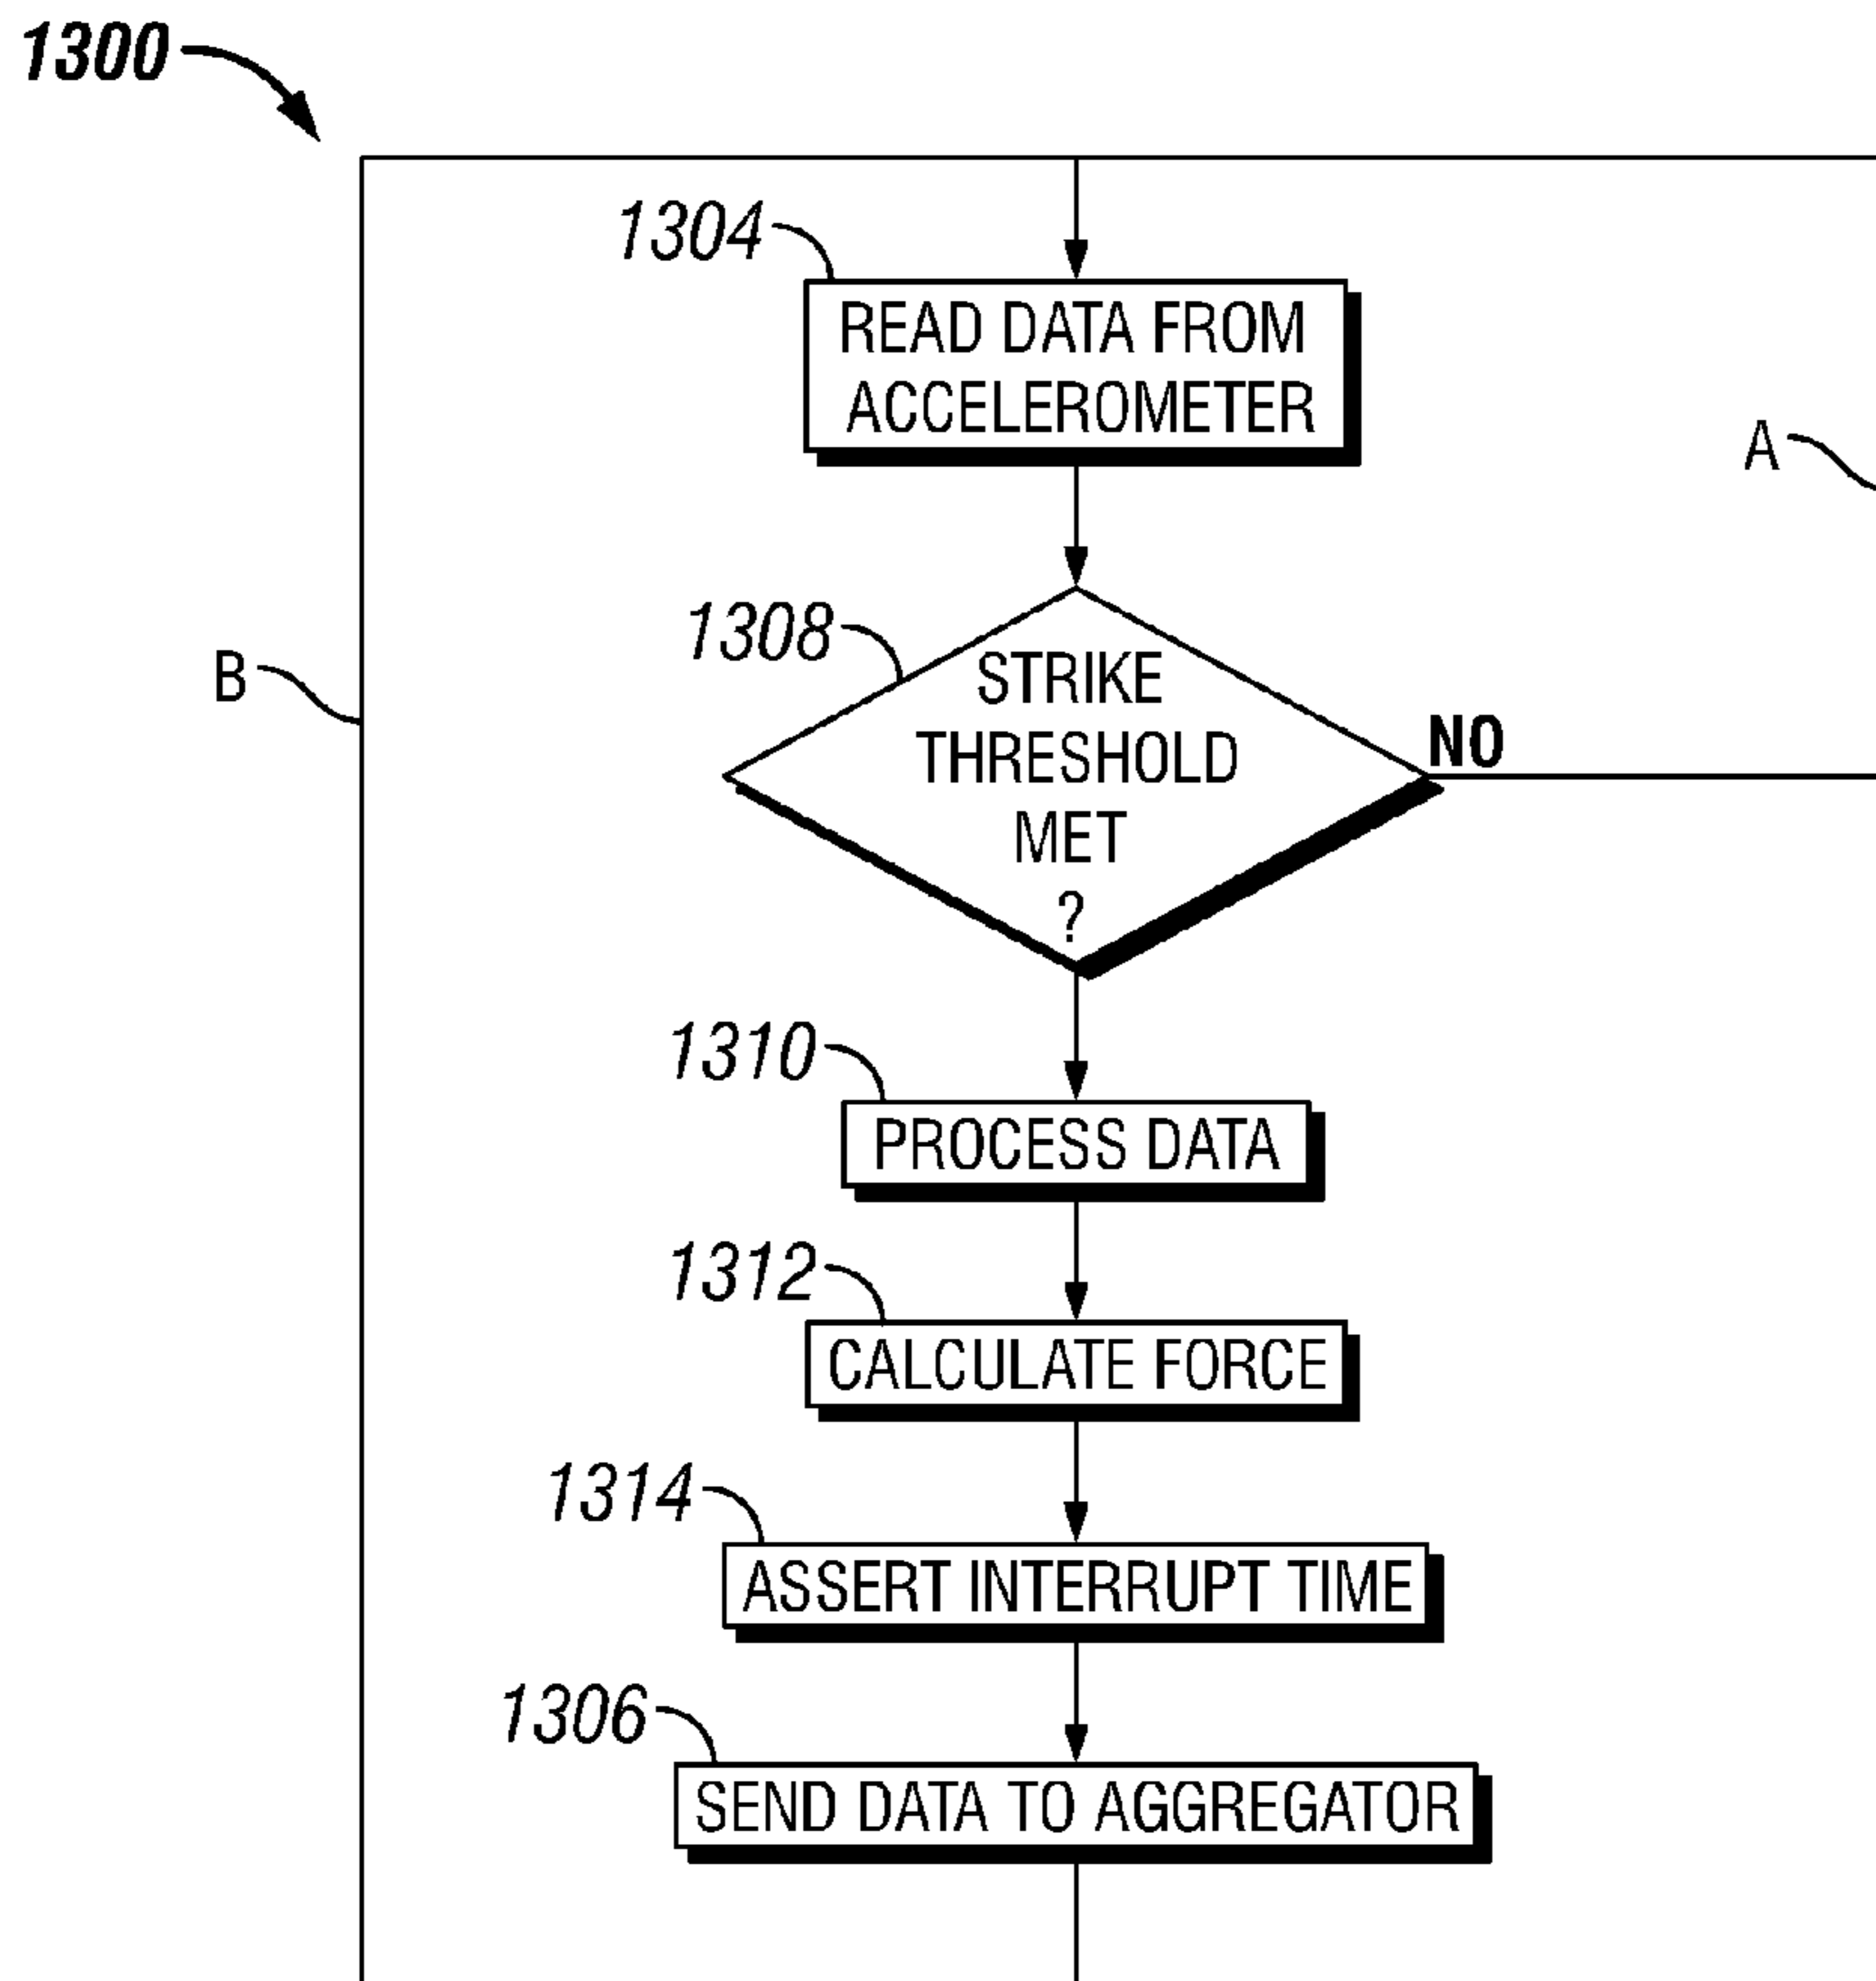 1300
1304
READ DATA FROM
ACCELEROMETER
A
1308
B
STRIKE
THRESHOLD
MET
?
NO
1310
PROCESS DATA
1312
CALCULATE FORCE
1314
ASSERT INTERRUPT TIME
1306
SEND DATA TO AGGREGATOR